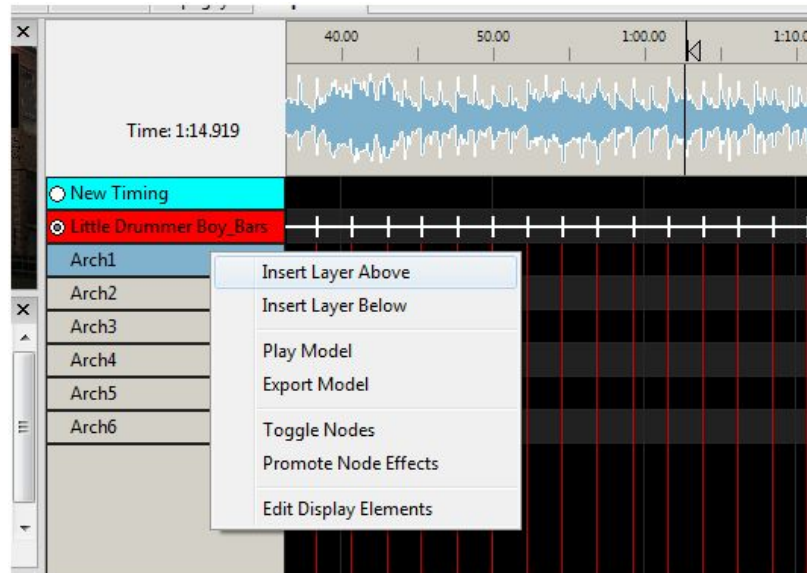 40.00 50.00 1:00.00 1:10.0
Time: 1:14.919
New Timing
Little Drummer Boy_Bars
Arch1
Arch2
Arch3
Arch4
Arch5
Arch6
Insert Layer Above
Insert Layer Below
Play Model
Export Model
Toggle Nodes
Promote Node Effects
Edit Display Elements